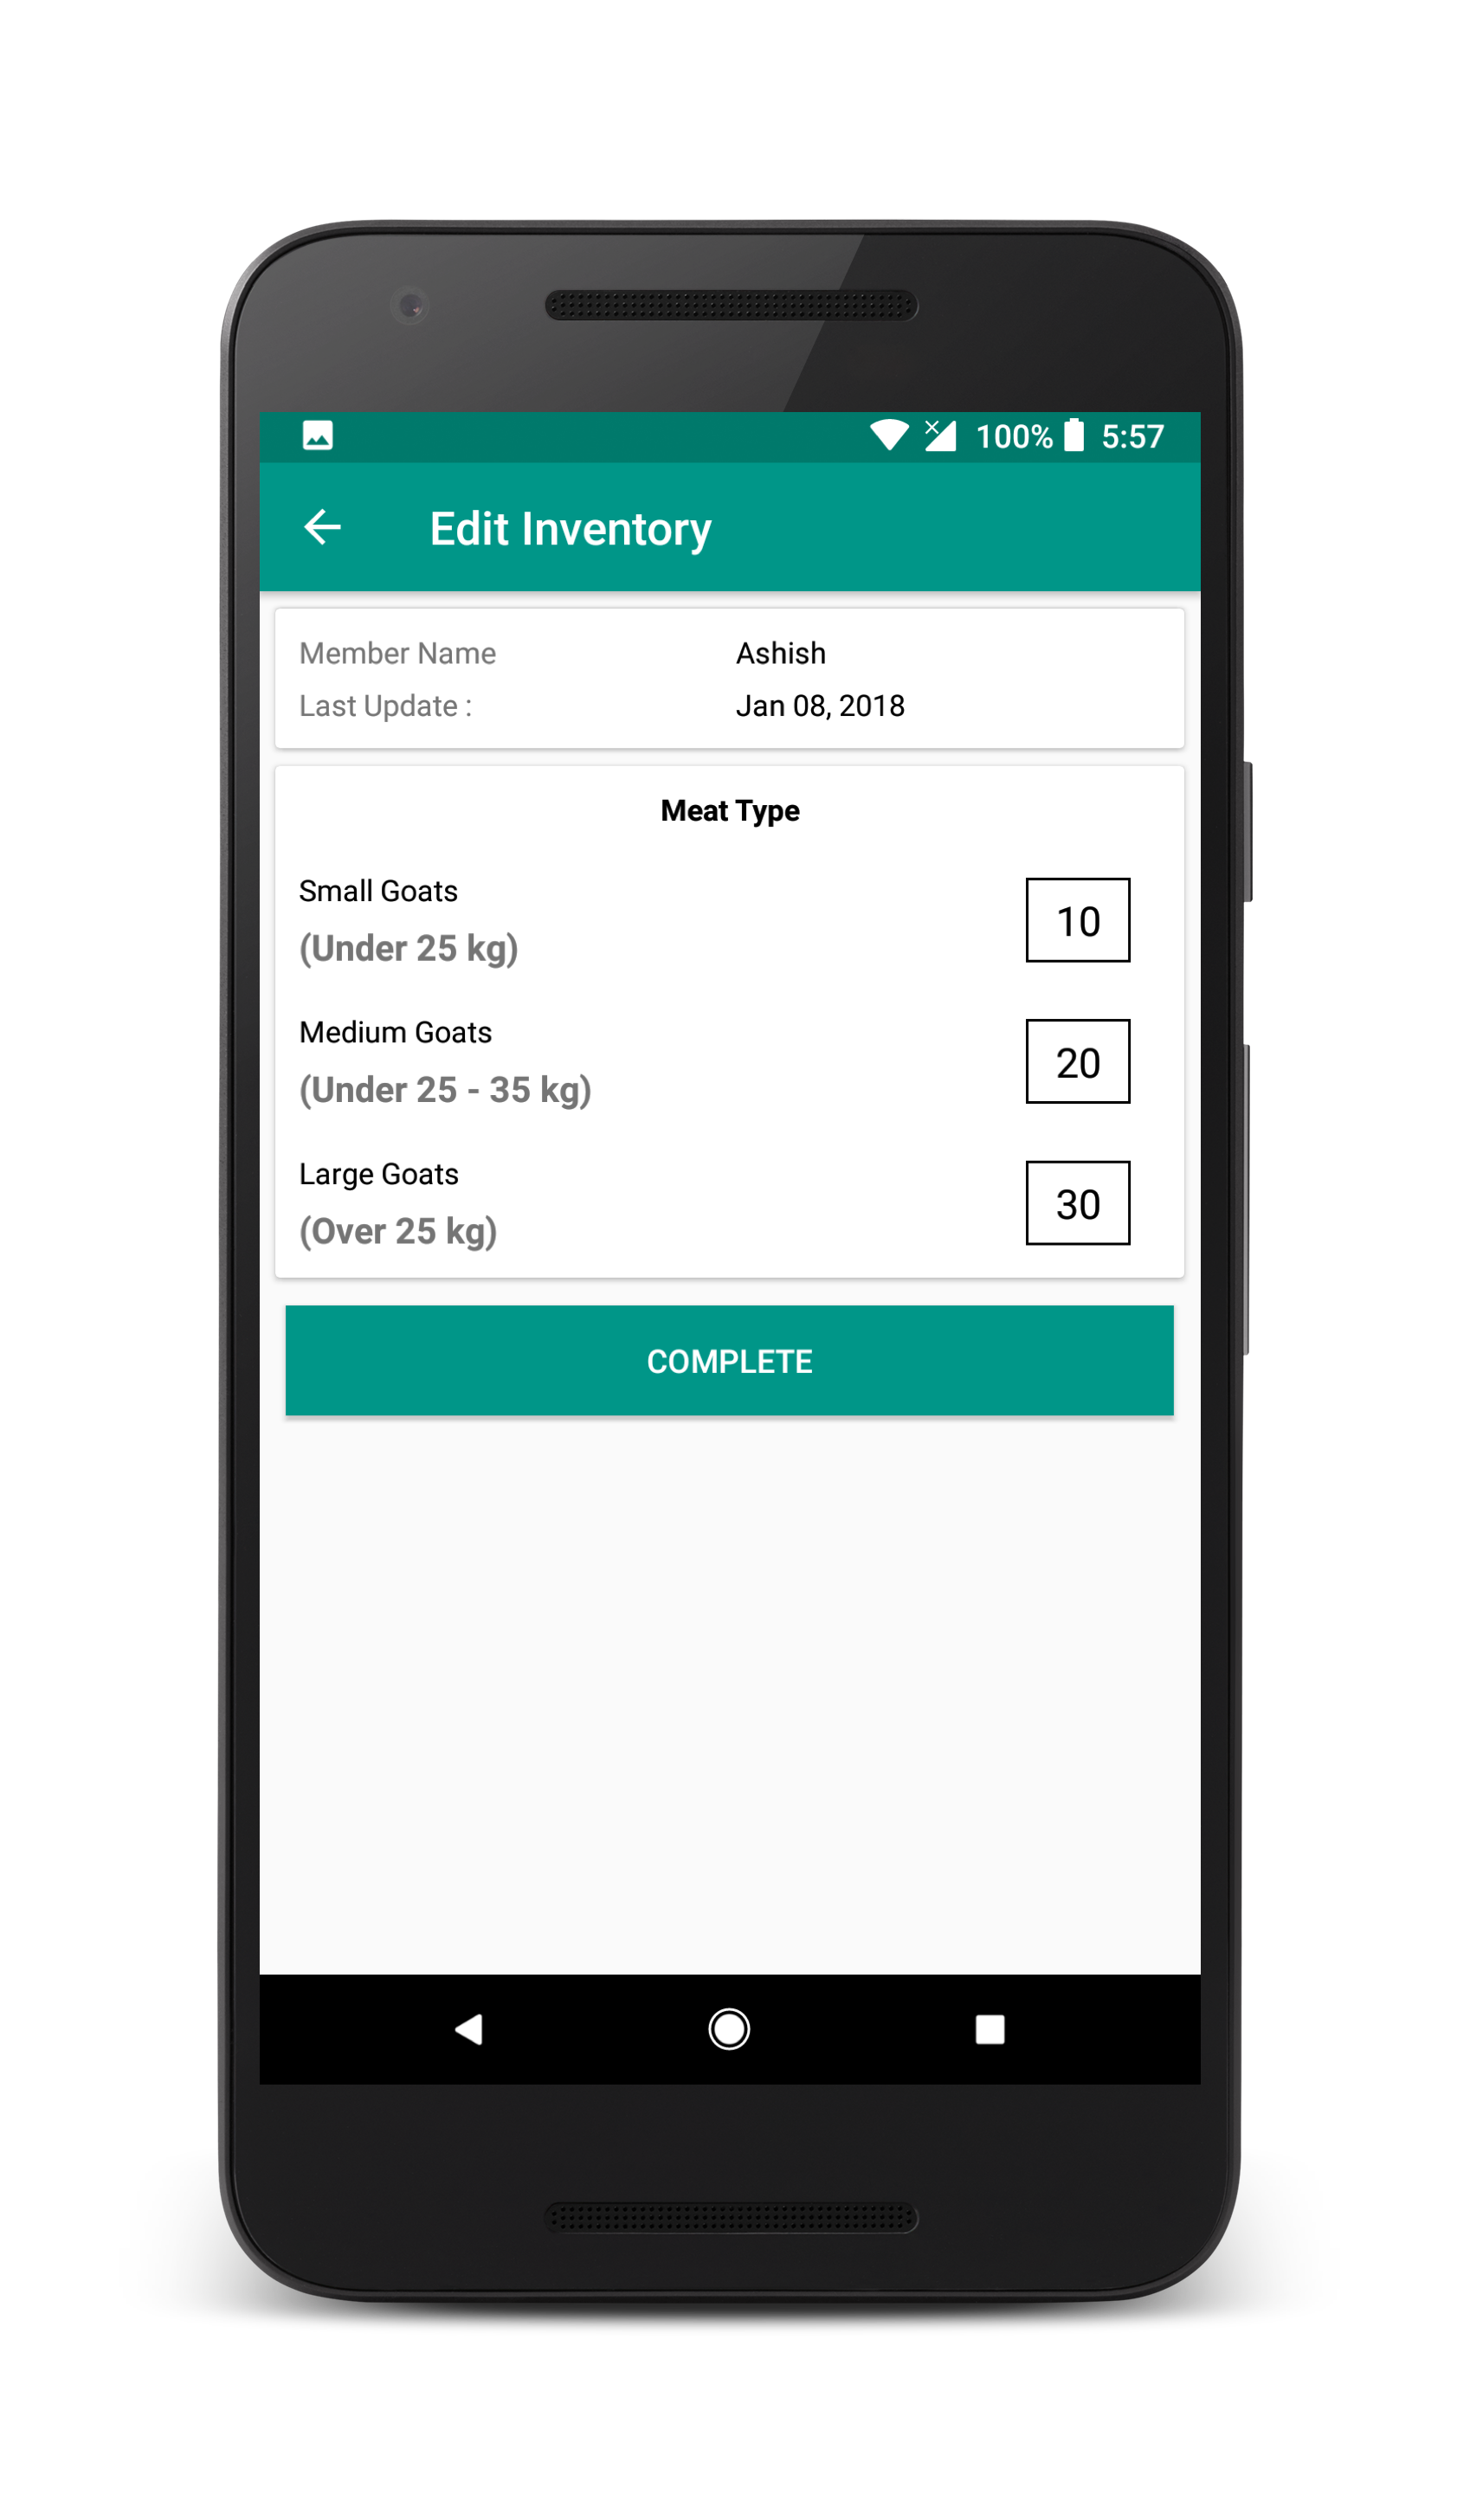 100% 5:57
Edit Inventory
Member Name Ashish
Last Update : Jan 08, 2018
Meat Type
Small Goats
(Under 25 kg)
10
Medium Goats
(Under 25 - 35 kg)
20
Large Goats
(Over 25 kg)
30
COMPLETE